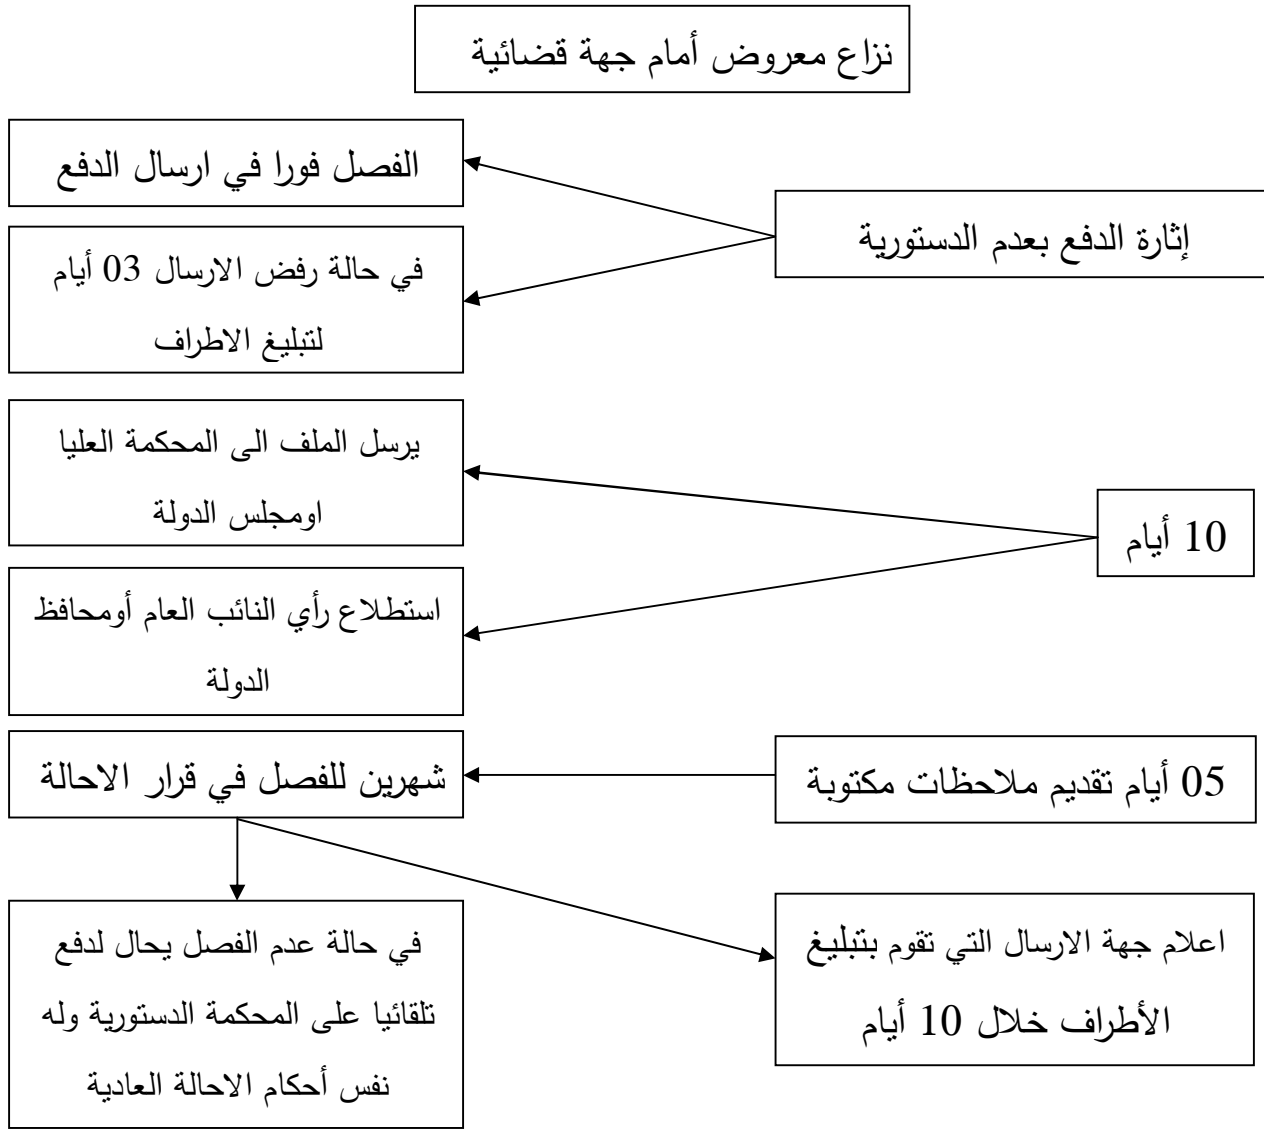 نزاع معروض أمام جهة قضائية
إثارة الدفع بعدم الدستورية
الفصل فورا في ارسال الدفع
في حالة رفض الارسال 03 أيام
لتبليغ الاطراف
10 أيام
يرسل الملف الى المحكمة العليا
اومجلس الدولة
استطلاع رأي النائب العام أومحافظ
الدولة
05 أيام تقديم ملاحظات مكتوبة
شهرين للفصل في قرار الاحالة
اعلام جهة الارسال التي تقوم بتبليغ
الأطراف خلال 10 أيام
في حالة عدم الفصل يحال لدفع
تلقائيا على المحكمة الدستورية وله
نفس أحكام الاحالة العادية